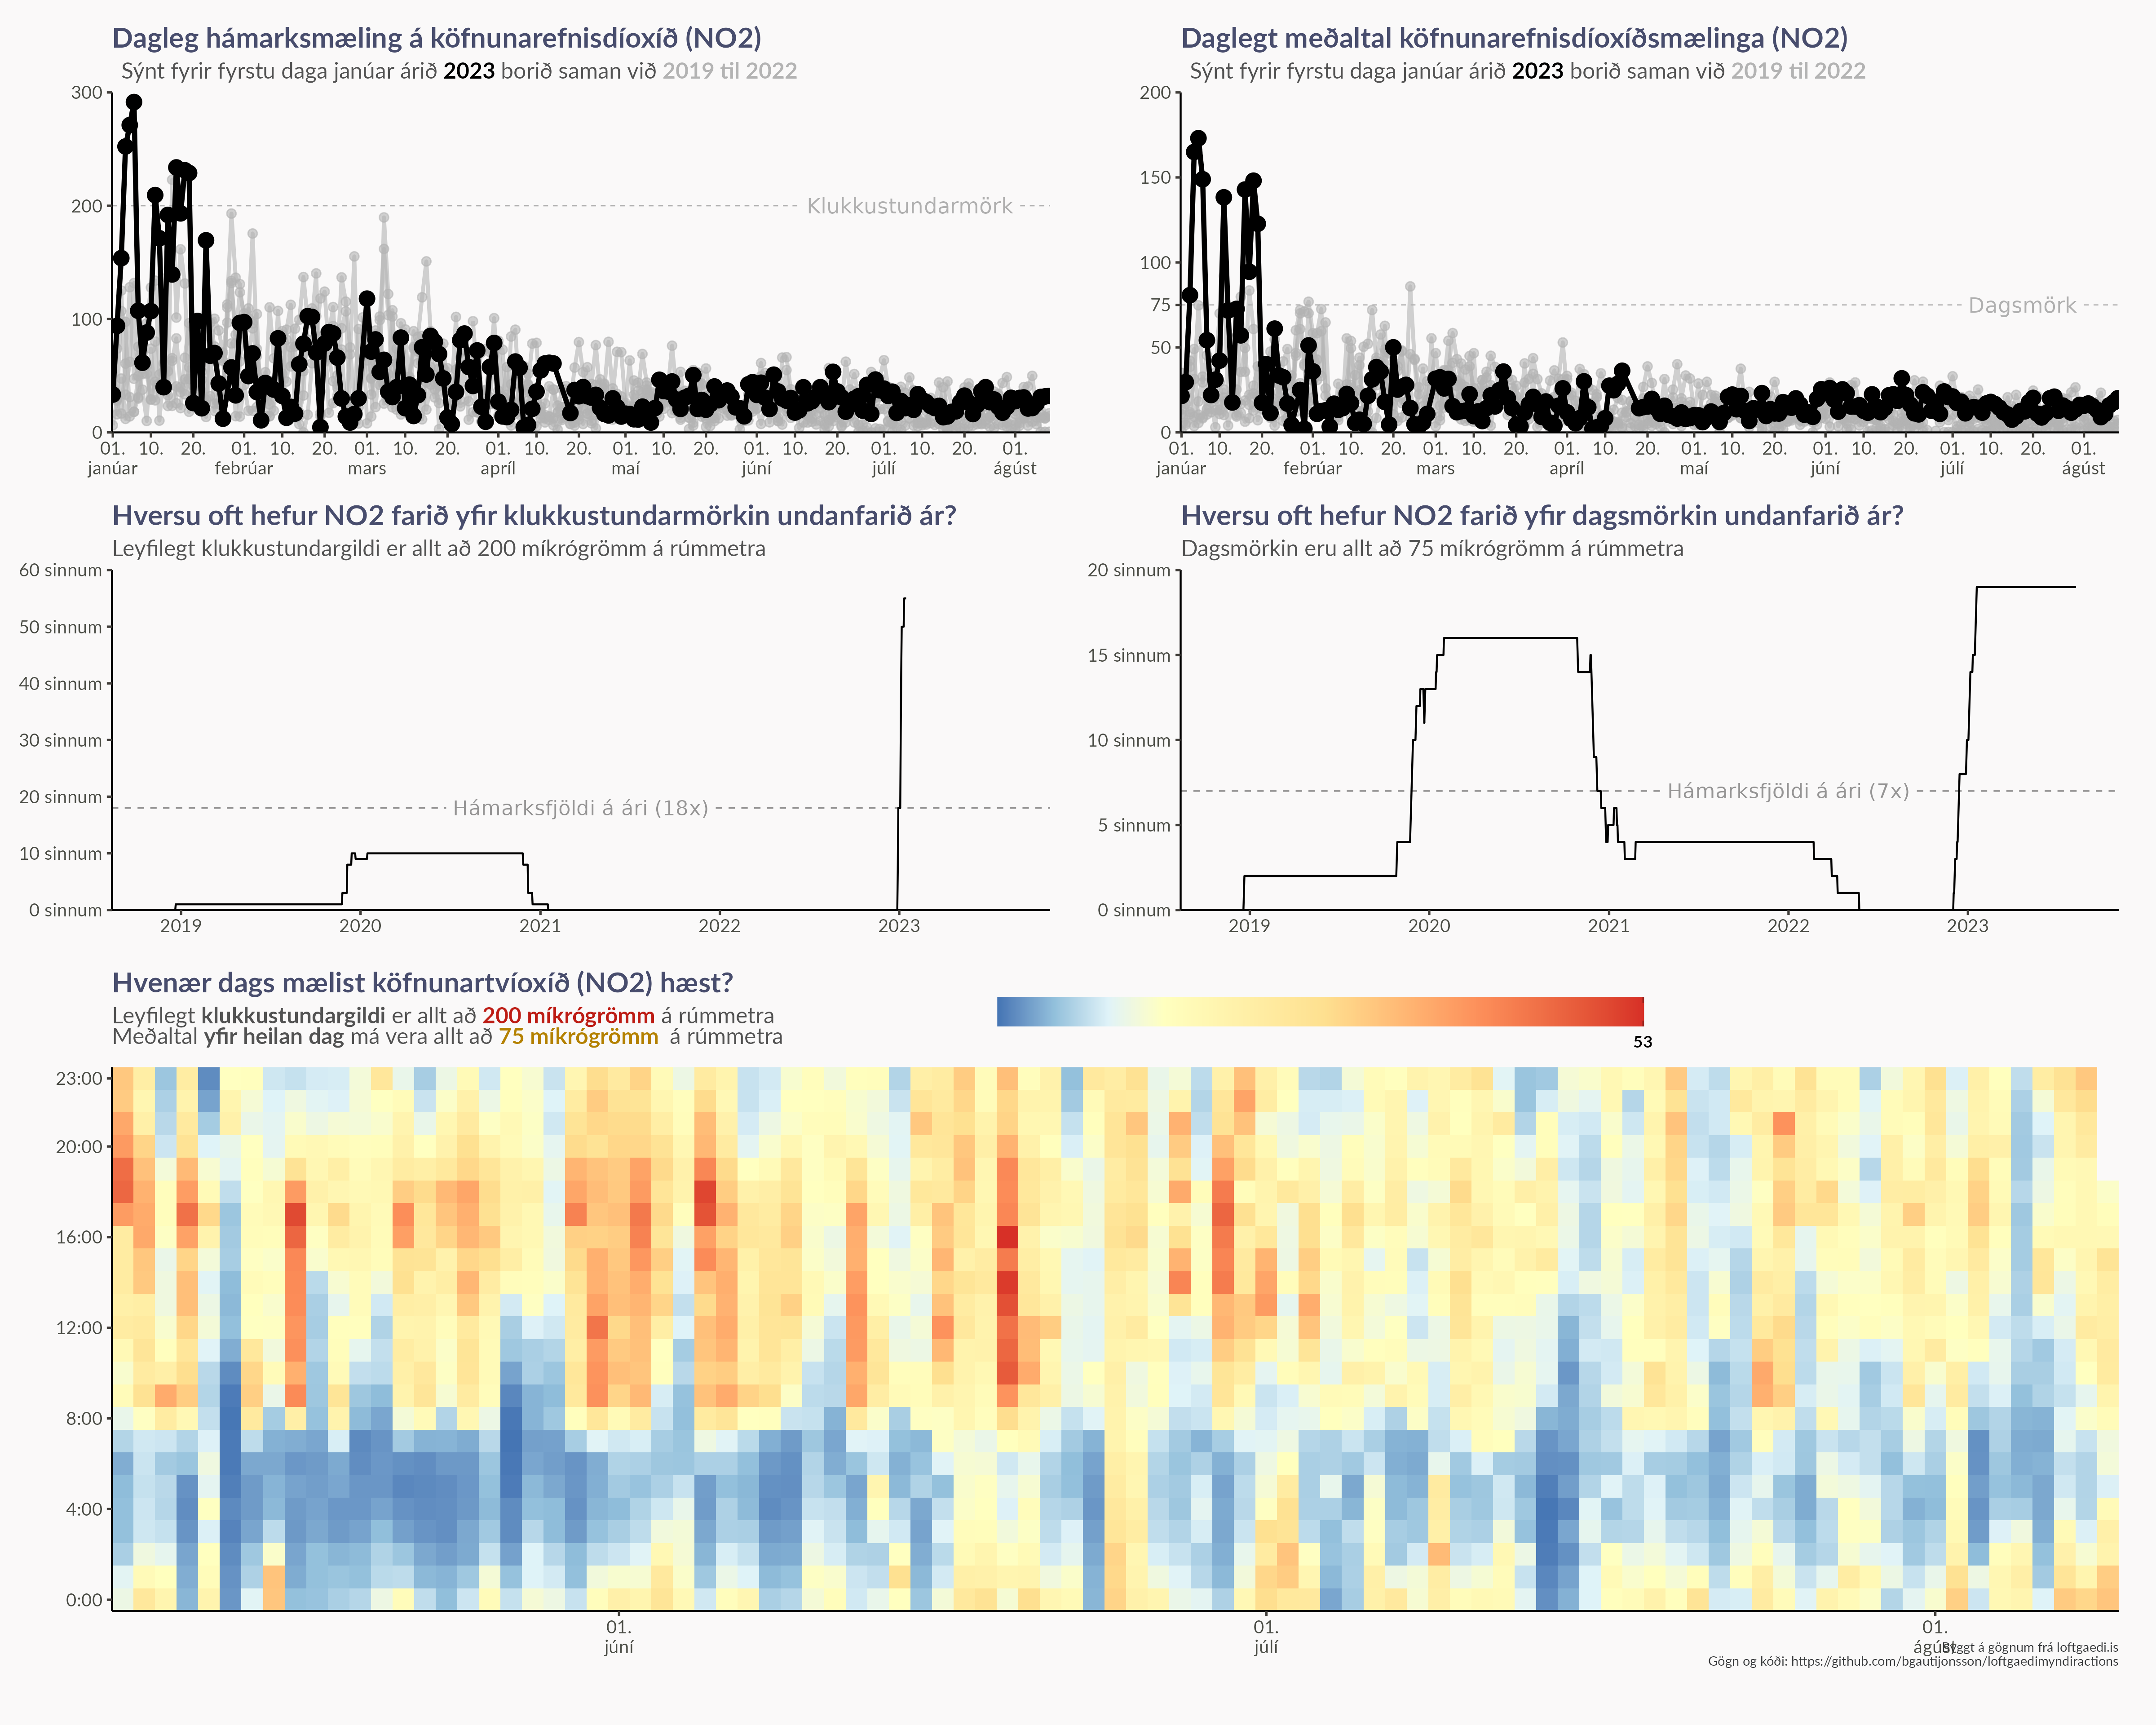 Dagleg hámarksmæling á köfnunarefnisdíoxíð (NO2)
Sýnt fyrir fyrstu daga janúar árið 2023 borið saman við 2019 til 2022
300
200
100
0
Klukkustundarmörk
01. 10. 20. 01. 10. 20. 01. 10. 20. 01. 10. 20. 01. 10. 20. 01. 10. 20. 01. 10. 20. 01.
janúar febrúar mars apríl maí júní júlí ágúst
Daglegt meðaltal köfnunarefnisdíoxíðsmælinga (NO2)
Sýnt fyrir fyrstu daga janúar árið 2023 borið saman við 2019 til 2022
200
150
100
75
50
0
Dagsmörk
01. 10. 20. 01. 10. 20. 01. 10. 20. 01. 10. 20. 01. 10. 20. 01. 10. 20. 01. 10. 20. 01.
janúar febrúar mars apríl maí júní júlí ágúst
Hversu oft hefur NO2 farið yfir klukkustundarmörkin undanfarið ár?
Leyfilegt klukkustundargildi er allt að 200 míkrógrömm á rúmmetra
60 sinnum
50 sinnum
40 sinnum
30 sinnum
20 sinnum
10 sinnum
0 sinnum
Hámarksfjöldi á ári (18x)
2019 2020 2021 2022 2023
Hversu oft hefur NO2 farið yfir dagsmörkin undanfarið ár?
Dagsmörkin eru allt að 75 míkrógrömm á rúmmetra
20 sinnum
15 sinnum
10 sinnum
5 sinnum
0 sinnum
Hámarksfjöldi á ári (7x)
2019 2020 2021 2022 2023
Hvenær dags mælist köfnunartvíoxíð (NO2) hæst?
Leyfilegt klukkustundargildi er allt að 200 míkrógrömm á rúmmetra
Meðaltal yfir heilan dag má vera allt að 75 míkrógrömm á rúmmetra
53
23:00
20:00
16:00
12:00
8:00
4:00
0:00
01. 01. 01.
júní júlí ágúst
Byggt á gögnum frá loftgaedi.is
Gögn og kóði: https://github.com/bgautijonsson/loftgaedimyndiractions